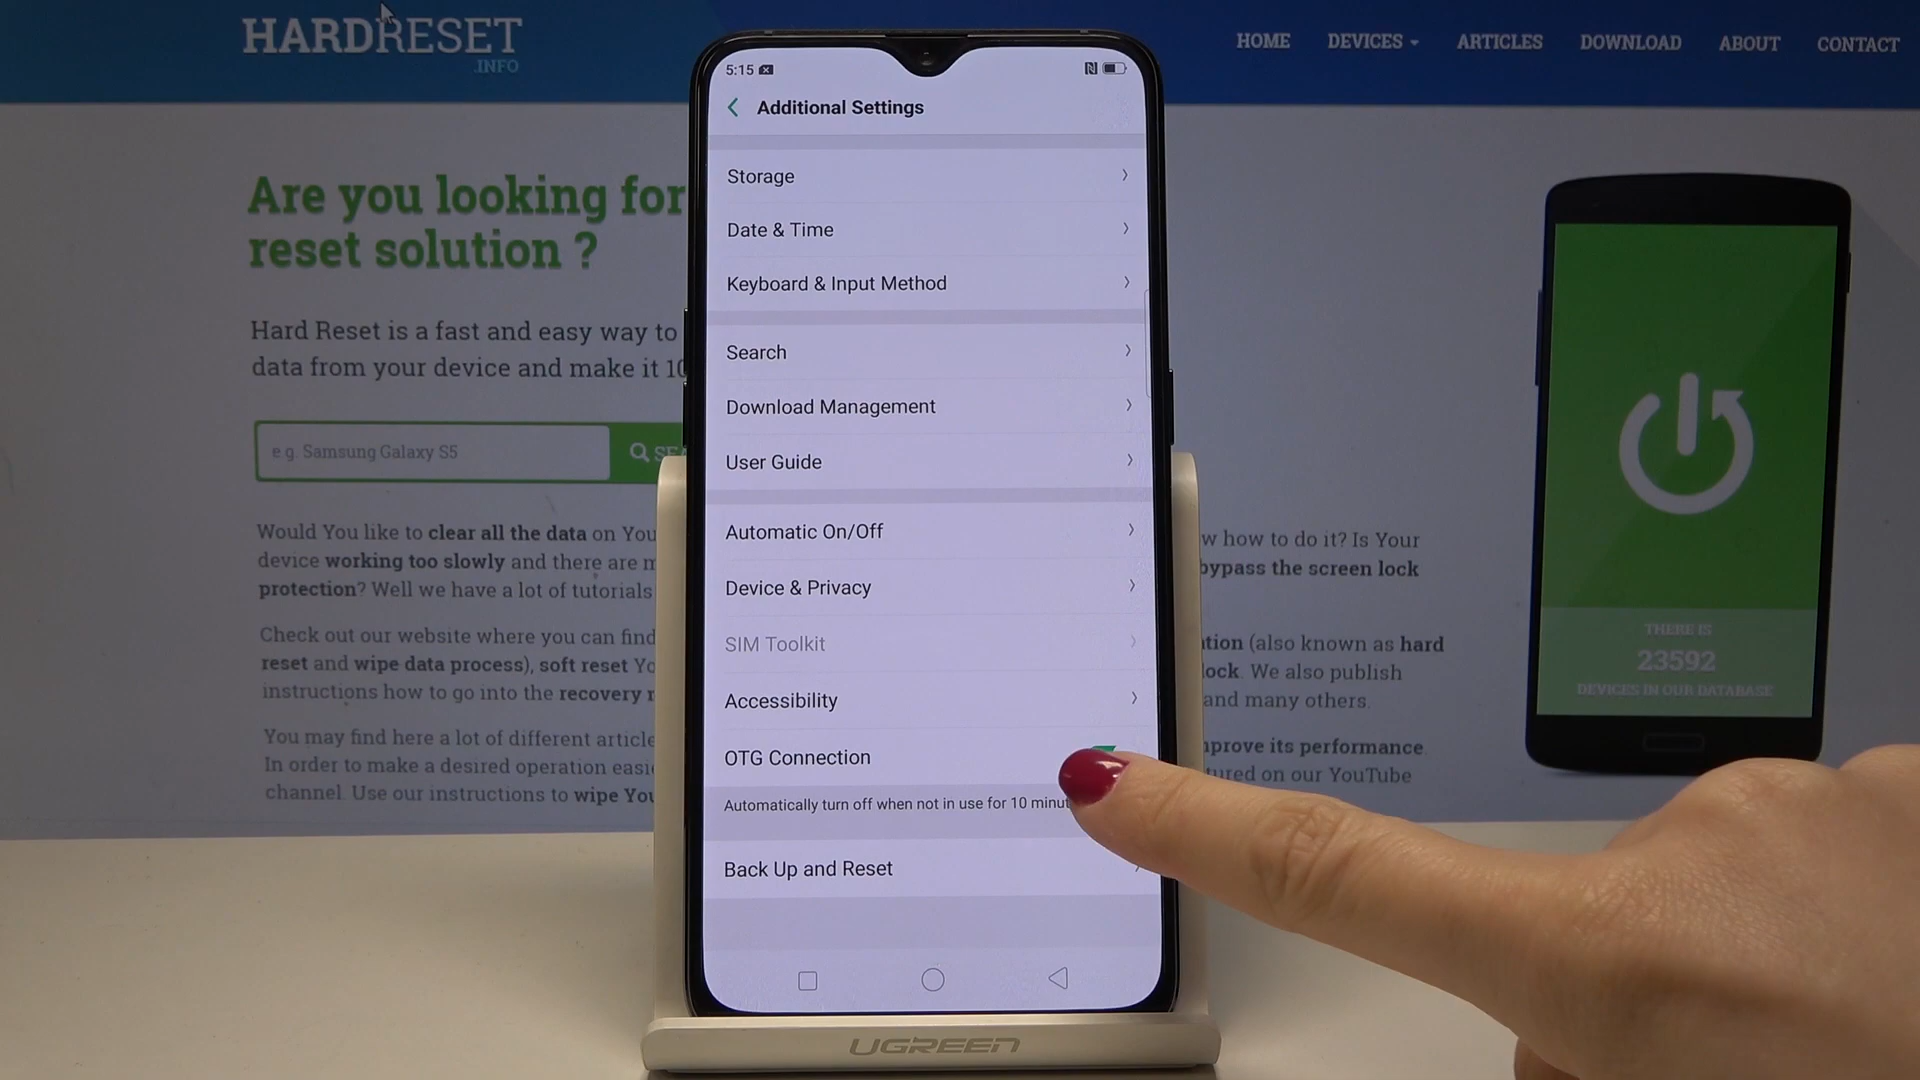 HARDRESET
.INFO
HOME DEVICES ARTICLES DOWNLOAD ABOUT CONTACT
Are you looking for
reset solution ?
Hard Reset is a fast and easy way to
data from your device and make it 10
e.g. Samsung Galaxy S5
Would You like to clear all the data on You
device working too slowly and there are m
protection? Well we have a lot of tutorials
Check out our website where you can find
reset and wipe data process), soft reset Yo
instructions how to go into the recovery r
You may find here a lot of different article
In order to make a desired operation easi
channel. Use our instructions to wipe You
5:15
Additional Settings
Storage
Date & Time
Keyboard & Input Method
Search
Download Management
User Guide
Automatic On/Off
Device & Privacy
SIM Toolkit
Accessibility
OTG Connection
Automatically turn off when not in use for 10 minut
Back Up and Reset
UGREEN
w how to do it? Is Your
bypass the screen lock
(also known as hard
lock. We also publish
and many others.
improve its performance
on our YouTube
THERE IS
23592
DEVICES IN OUR DATABASE